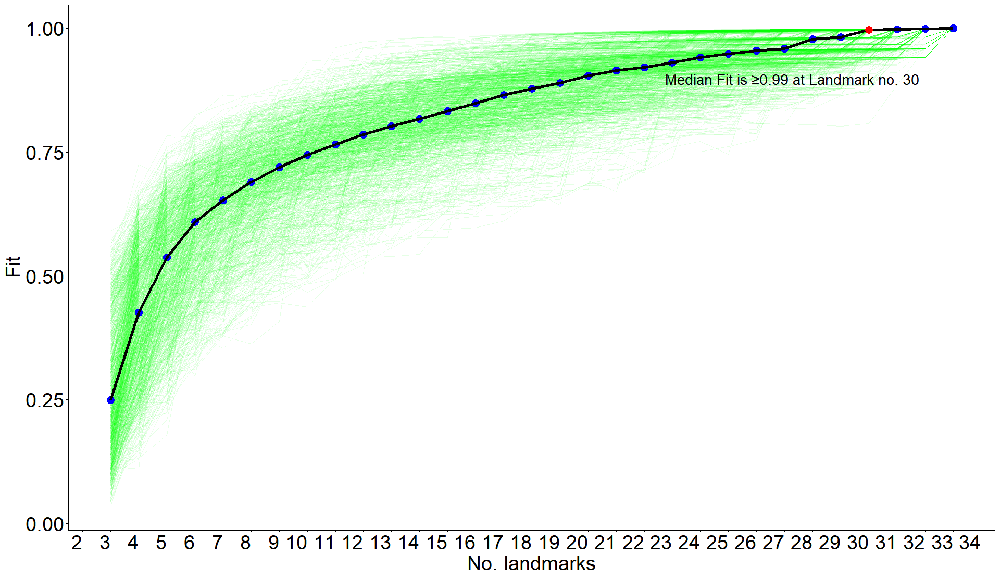 1.00
0.75
0.50
0.25
0.00
Fit
Median Fit is ≥0.99 at Landmark no. 30
2 3 4 5 6 7 8 9 10 11 12 13 14 15 16 17 18 19 20 21 22 23 24 25 26 27 28 29 30 31 32 33 34
No. landmarks